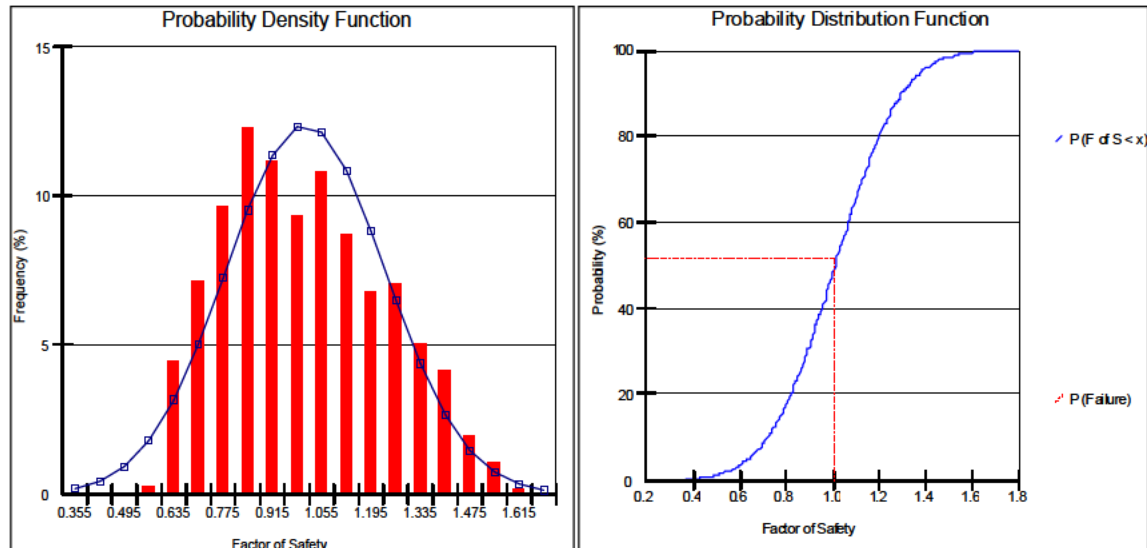 Probability Density Function
15
10
5
0
Frequency (%)
0.355 0.495 0.635 0.775 0.915 1.055 1.195 1.335 1.475 1.615
Factor of Safety
Probability Distribution Function
100
80
60
40
20
0
Probability (%)
0.2 0.4 0.6 0.8 1.0 1.2 1.4 1.6 1.8
Factor of Safety
P(F of S < x)
P(Failure)